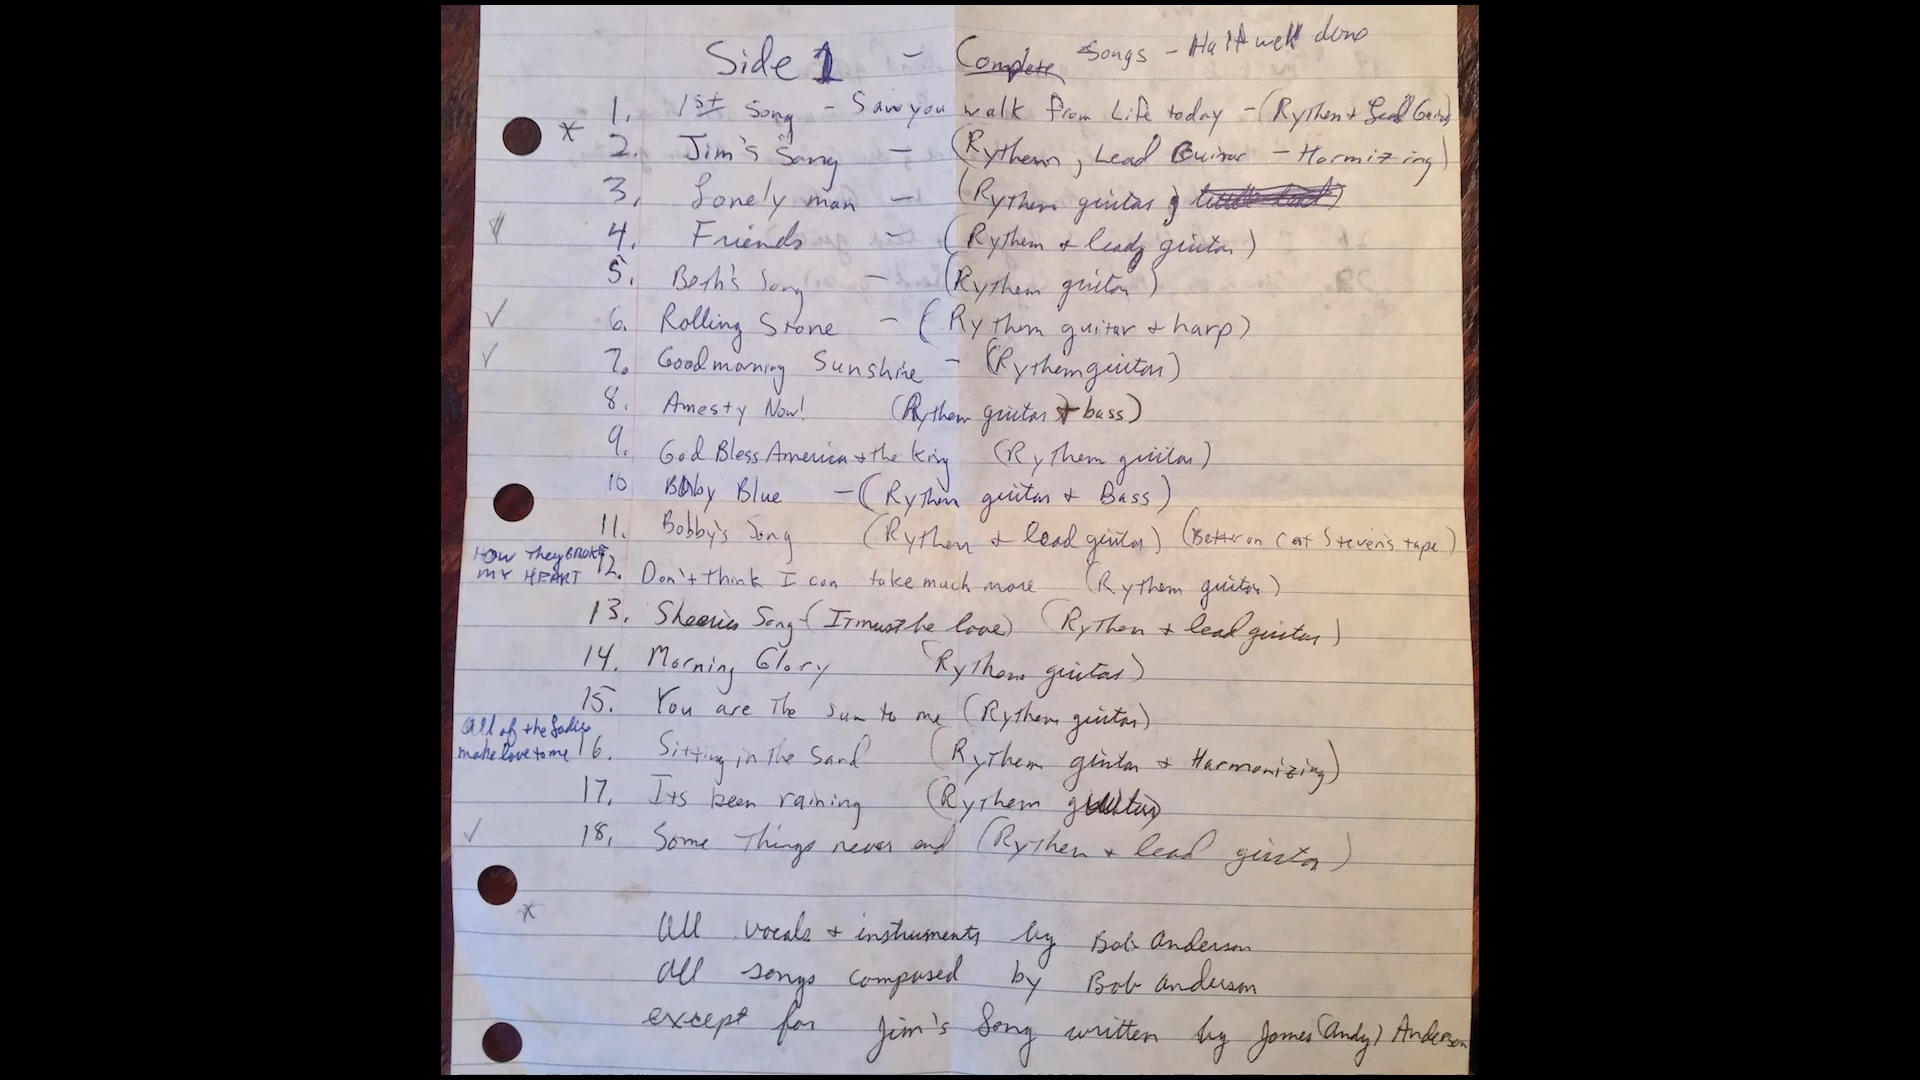 Side 1 - Complete Songs - Half well done
1. 1st Song - Saw you walk from Life today - (Rythem + Lead Guitar)
* 2. Jim's Song - (Rythem, Lead Guitar - Harmizing)
3. Lonely man - (Rythem guitar)
4. Friends - (Rythem + lead guitar)
5. Beth's Song - (Rythem guitar)
✓ 6. Rolling Stone - (Rythem guitar + harp)
✓ 7. Good morning Sunshine - (Rythem guitar)
8. Amesty Now! (Rythem guitar + bass)
9. God Bless America + the King (Rythem guitar)
10 Baby Blue - (Rythem guitar + Bass)
11. Bobby's Song (Rythem + lead guitar) (Better on Cat Steven's tape)
How They BROKE
MY HEART
12. Don't think I can take much more (Rythem guitar)
13. Sherries Song - (It must be love) (Rythem + lead guitar)
14. Morning Glory (Rythem guitar)
15. You are The sun to me (Rythem guitar)
All of the Ladies
make love to me
16. Sitting in The Sand (Rythem guitar + Harmonizing)
17. Its been raining (Rythem guitar)
✓ 18. Some Things never end (Rythem + lead guitar)
*
All vocals + instruments by Bob Anderson
All songs composed by Bob Anderson
except for Jim's Song written by James (Andy) Anderson